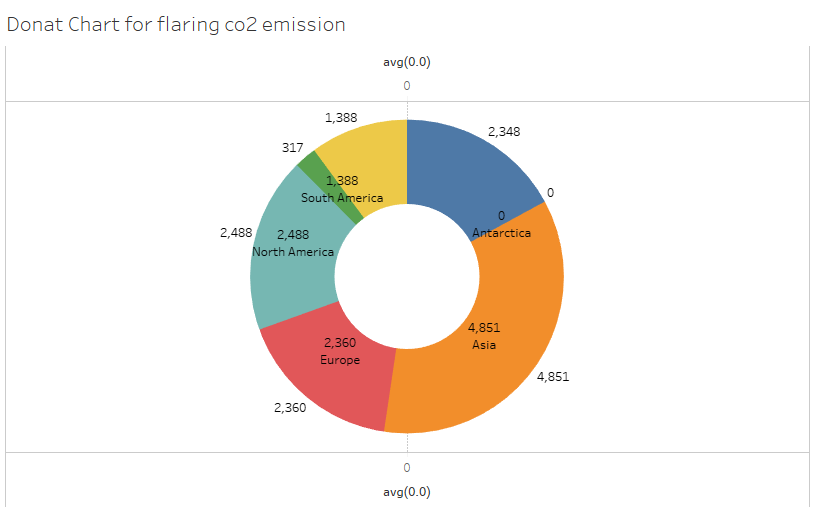 Donat Chart for flaring co2 emission
avg(0.0)
0
1,388
2,348
317
1,388
South America
0
0
Antarctica
2,488
2,488
North America
4,851
Asia
2,360
Europe
4,851
2,360
0
avg(0.0)